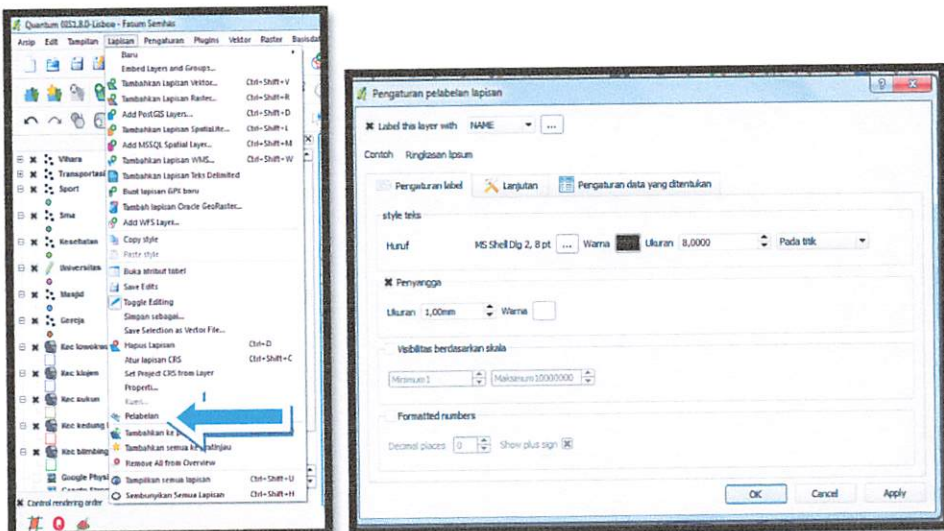 Quantum GIS1.8.0-Lisboa - Fasum Semhas
Arsip Edit Tampilan Lapisan Pengaturan Plugins Vektor Raster Basisdat
Baru
Embed Layers and Groups...
Tambahkan Lapisan Vektor... Ctrl+Shift+V
Tambahkan Lapisan Raster... Ctrl+Shift+R
Add PostGIS Layers... Ctrl+Shift+D
Tambahkan Lapisan SpatiaLite... Ctrl+Shift+L
Add MSSQL Spatial Layer... Ctrl+Shift+M
Tambahkan Lapisan WMS... Ctrl+Shift+W
Tambahkan Lapisan Teks Delimited
Buat lapisan GPX baru
Tambah lapisan Oracle GeoRaster...
Add WFS Layer...
Copy style
Paste style
Buka atribut tabel
Save Edits
Toggle Editing
Simpan sebagai...
Save Selection as Vector File...
Hapus Lapisan Ctrl+D
Atur lapisan CRS Ctrl+Shift+C
Set Project CRS from Layer
Properti...
Kueri...
Pelabelan
Tambahkan ke
Tambahkan semua ke
Remove All from Overview
Tampilkan semua lapisan Ctrl+Shift+U
Sembunyikan Semua Lapisan Ctrl+Shift+H
Vihara
Transportasi
Sport
Sma
Kesehatan
Universitas
Masjid
Gereja
Kec lowokwa
Kec klojen
Kec sukun
Kec kedung
Kec blimbing
Google Physi
Control rendering order
Pengaturan pelabelan lapisan
Label this layer with NAME ...
Contoh Ringkasan lipsum
Pengaturan label Lanjutan Pengaturan data yang ditentukan
style teks
Huruf MS Shell Dlg 2, 8 pt ... Warna Ukuran 8,0000 Pada titik
Penyangga
Ukuran 1,00mm Warna
Visibilitas berdasarkan skala
Minimum 1 Maksimum 10000000
Formatted numbers
Decimal places 0 Show plus sign
OK Cancel Apply